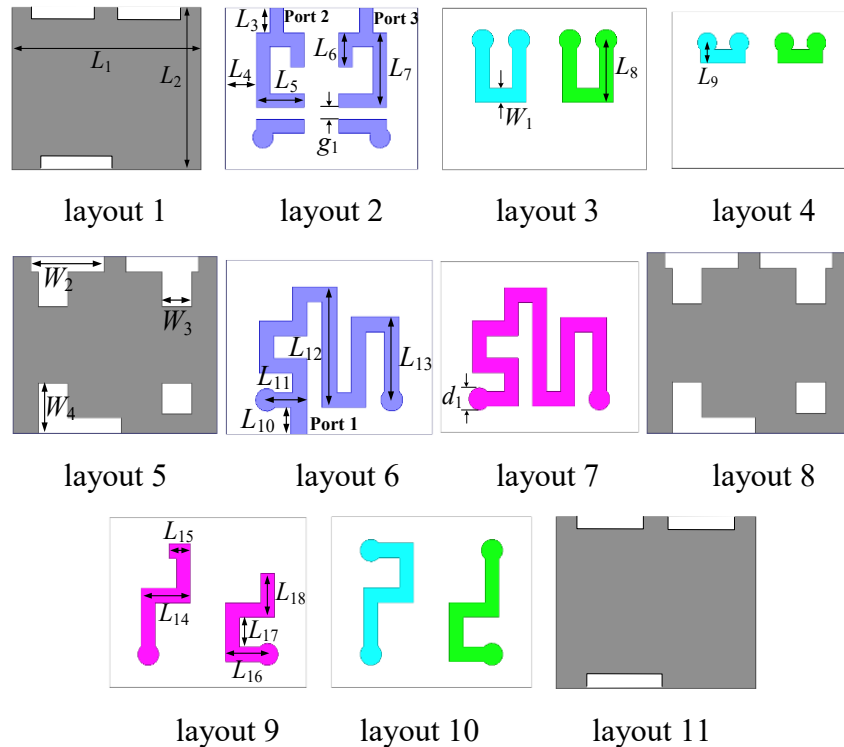 L1
L2
layout 1
L3
Port 2
Port 3
L4
L5
L6
L7
g1
layout 2
L8
W1
layout 3
L9
layout 4
W2
W3
W4
layout 5
L12
L13
L11
L10
Port 1
layout 6
d1
layout 7
layout 8
L15
L14
L18
L17
L16
layout 9
layout 10
layout 11